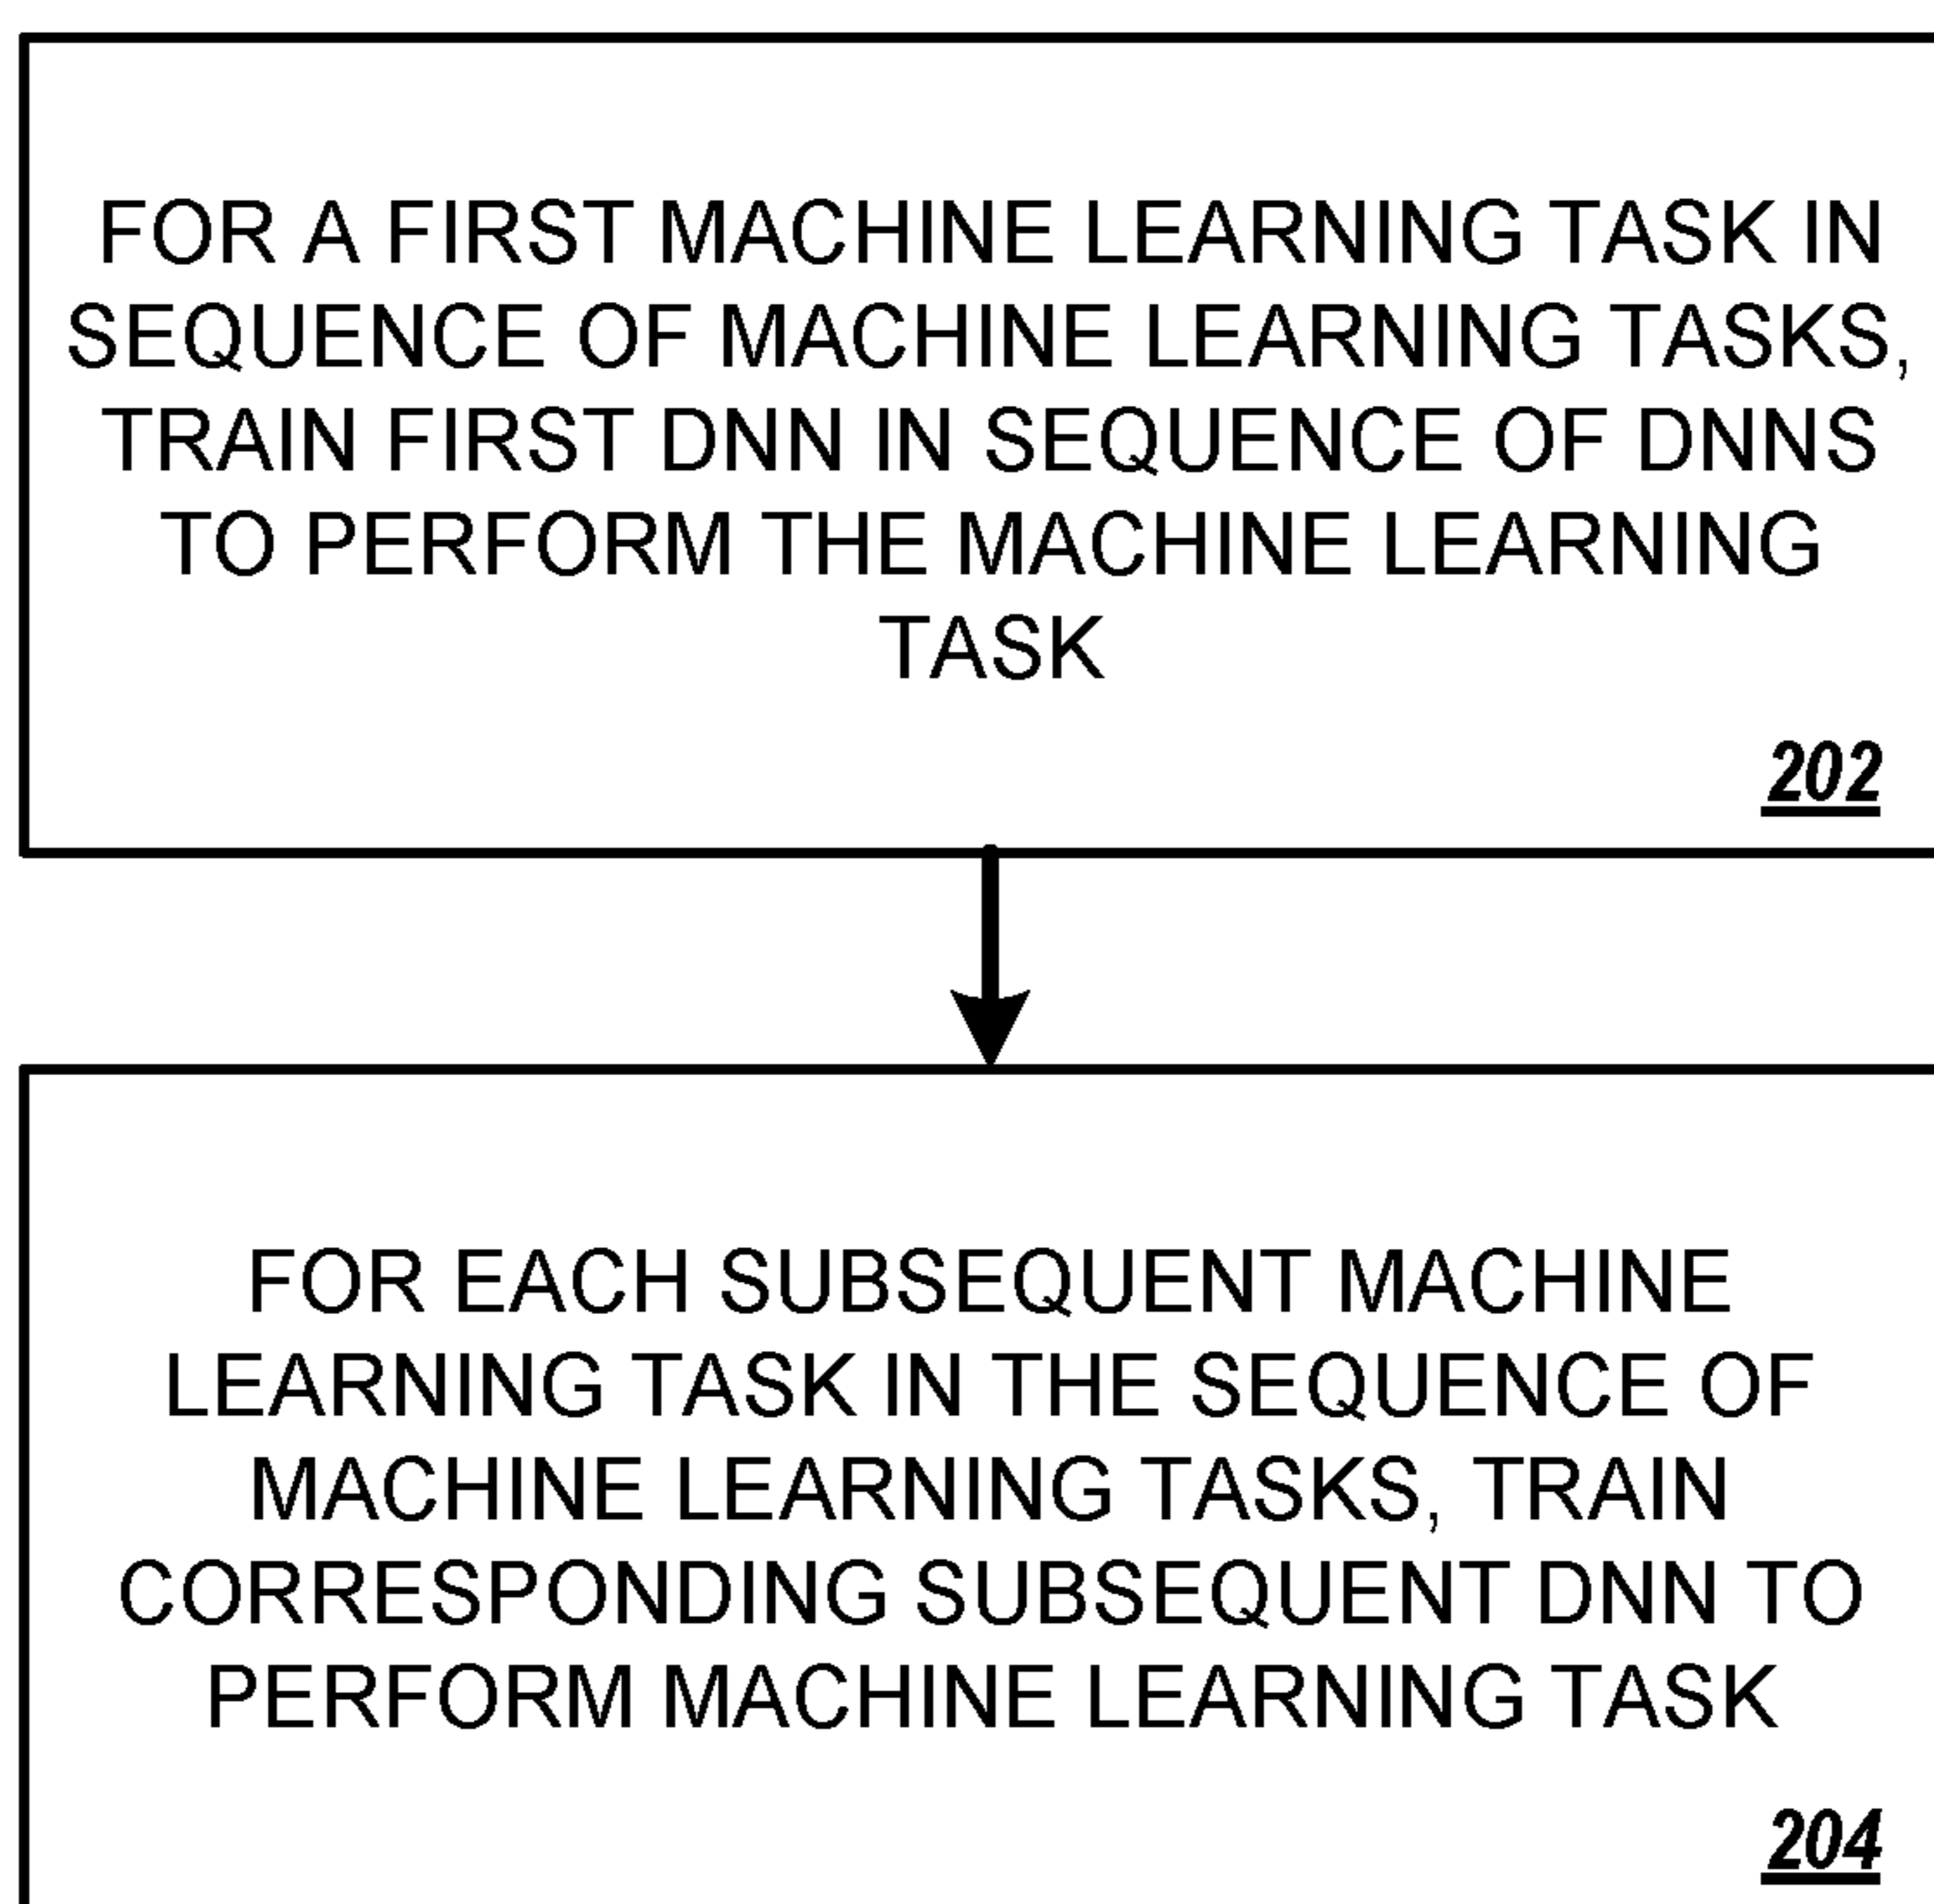 FOR A FIRST MACHINE LEARNING TASK IN
SEQUENCE OF MACHINE LEARNING TASKS,
TRAIN FIRST DNN IN SEQUENCE OF DNNS
TO PERFORM THE MACHINE LEARNING
TASK
202
FOR EACH SUBSEQUENT MACHINE
LEARNING TASK IN THE SEQUENCE OF
MACHINE LEARNING TASKS, TRAIN
CORRESPONDING SUBSEQUENT DNN TO
PERFORM MACHINE LEARNING TASK
204